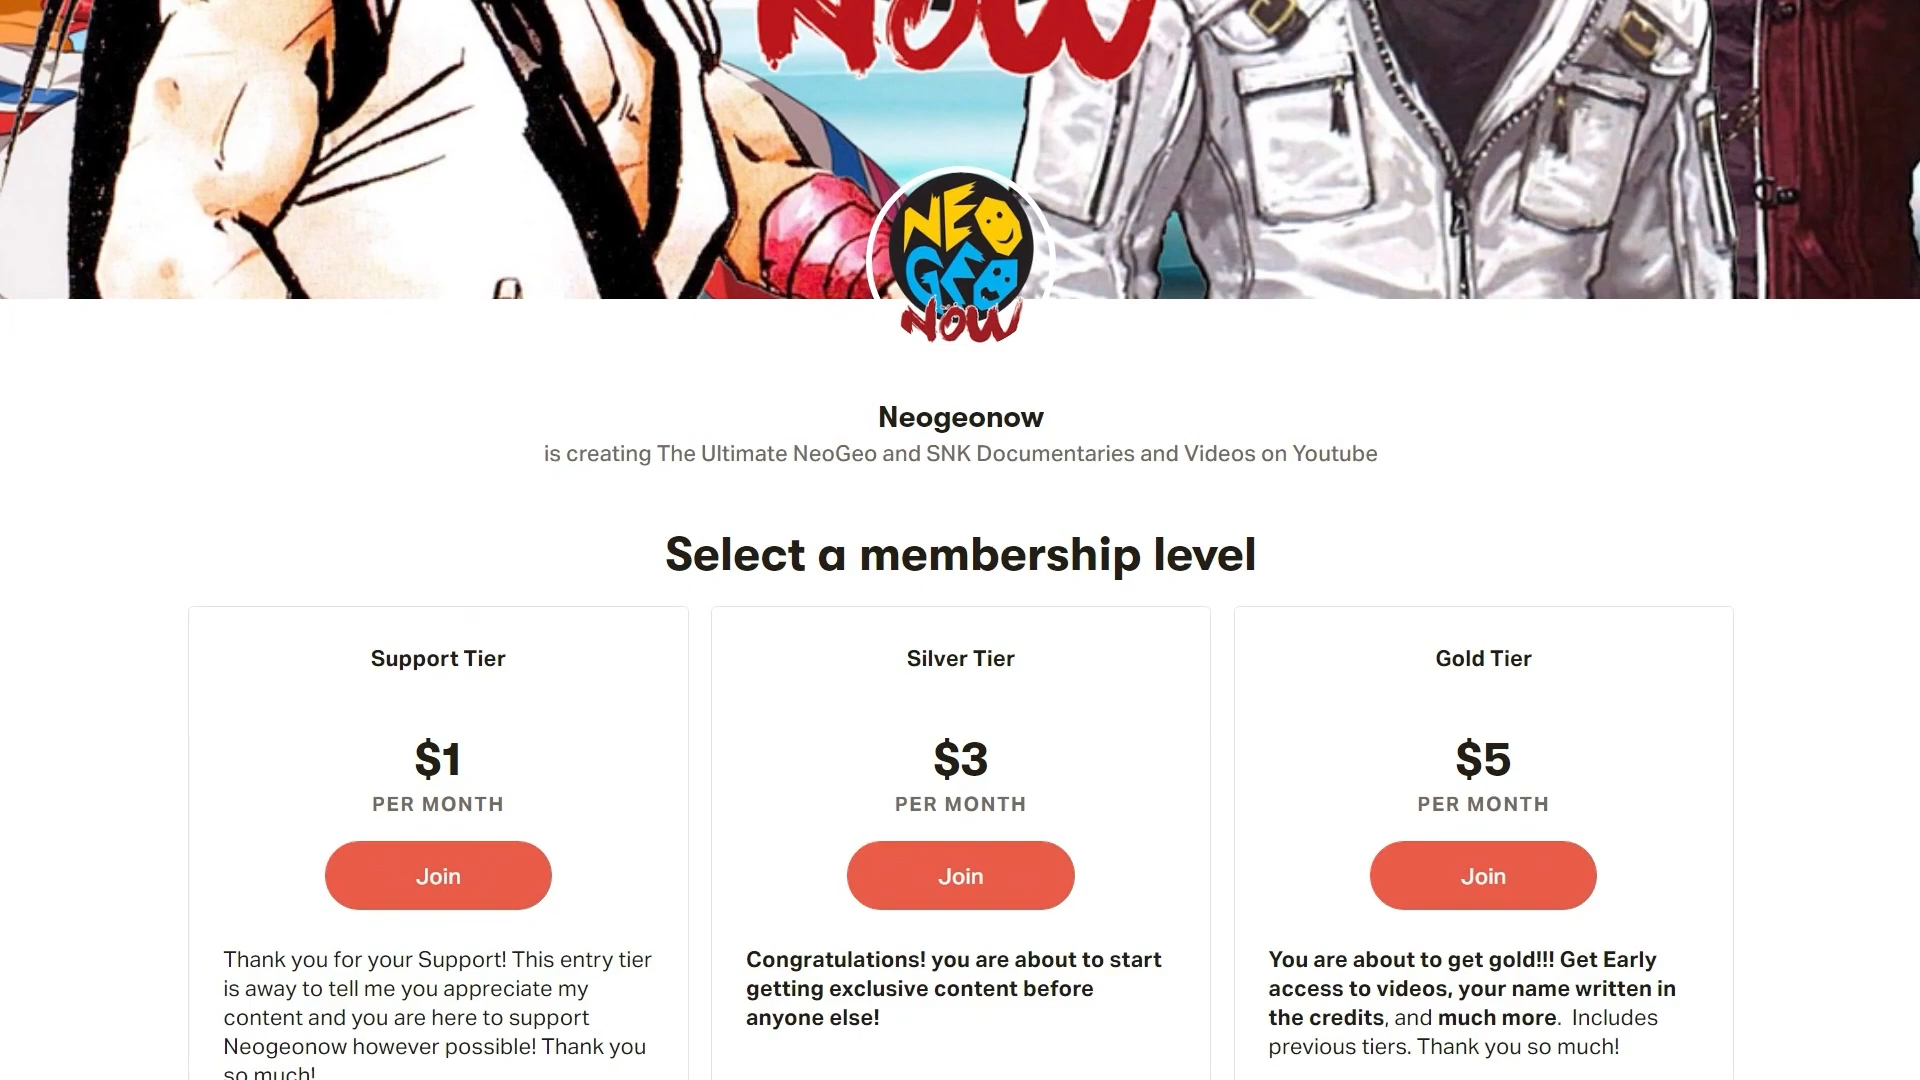 NOW
NEO
GEO
NOW
Neogeonow
is creating The Ultimate NeoGeo and SNK Documentaries and Videos on Youtube
Select a membership level
Support Tier
$1
PER MONTH
Join
Thank you for your Support! This entry tier
is away to tell me you appreciate my
content and you are here to support
Neogeonow however possible! Thank you
so much!
Silver Tier
$3
PER MONTH
Join
Congratulations! you are about to start
getting exclusive content before
anyone else!
Gold Tier
$5
PER MONTH
Join
You are about to get gold!!! Get Early
access to videos, your name written in
the credits, and much more.  Includes
previous tiers. Thank you so much!